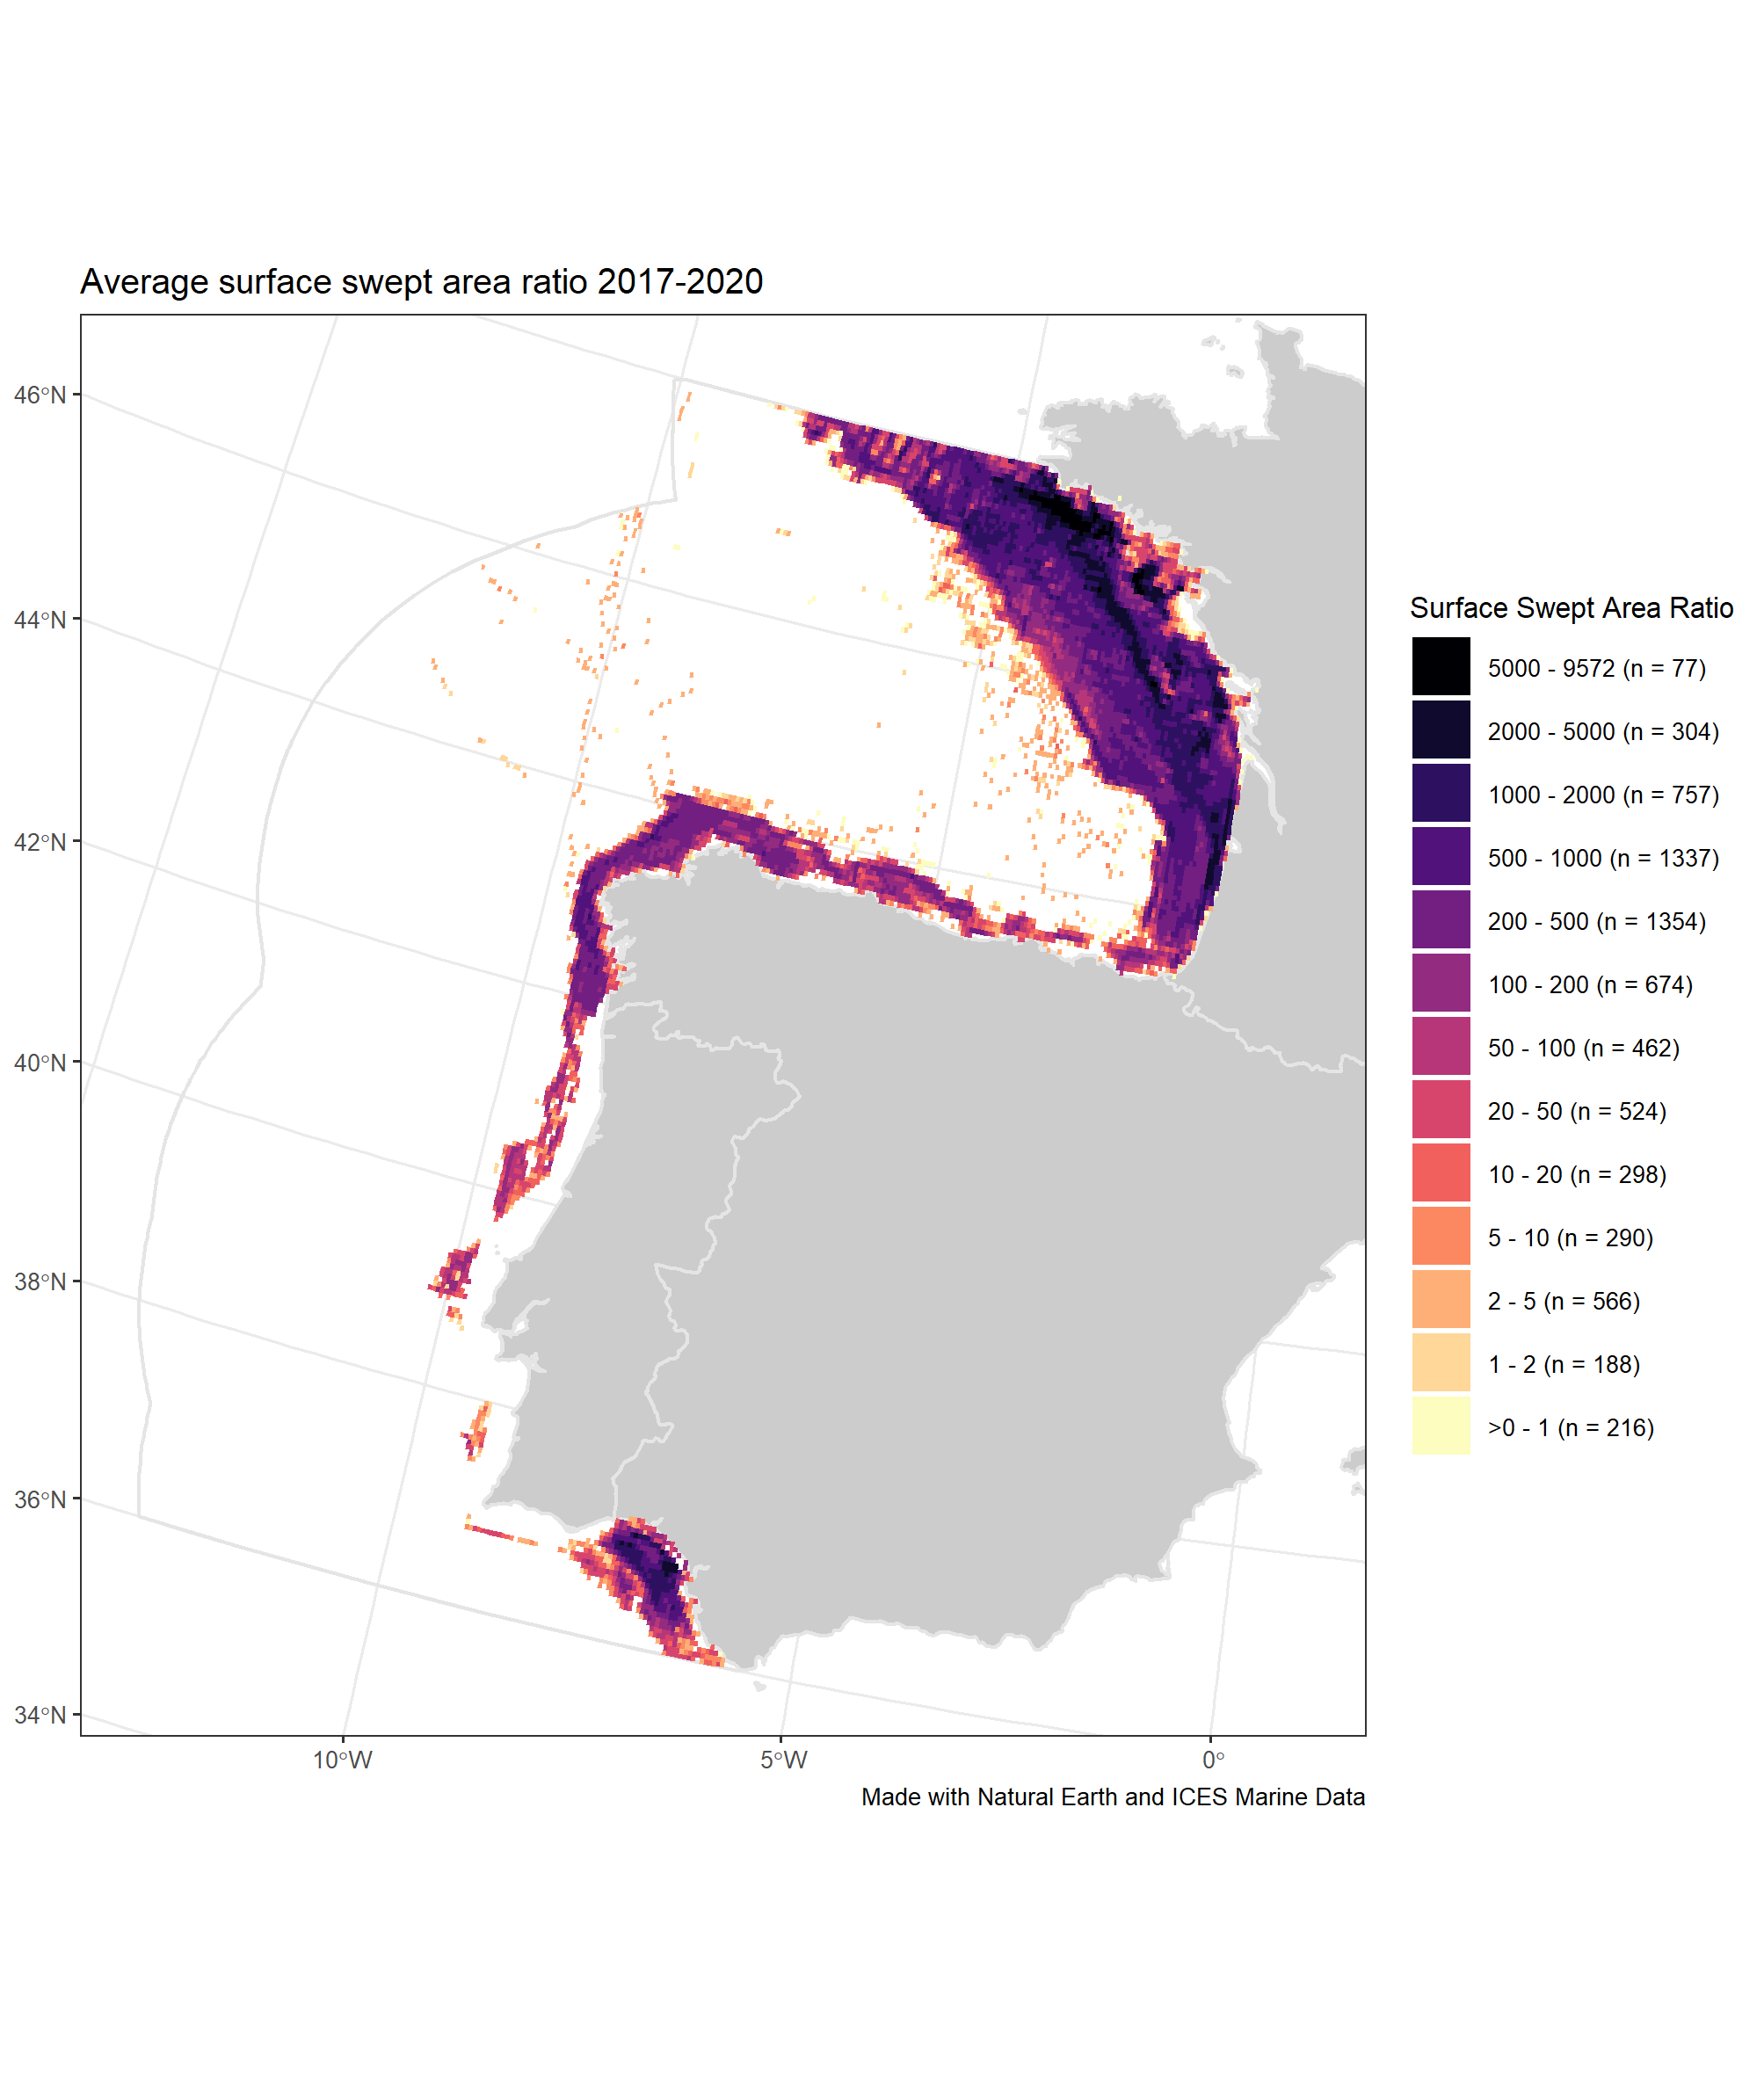 Average surface swept area ratio 2017-2020
46°N
44°N
42°N
40°N
38°N
36°N
34°N
10°W
5°W
0°
Made with Natural Earth and ICES Marine Data
Surface Swept Area Ratio
5000 - 9572 (n = 77)
2000 - 5000 (n = 304)
1000 - 2000 (n = 757)
500 - 1000 (n = 1337)
200 - 500 (n = 1354)
100 - 200 (n = 674)
50 - 100 (n = 462)
20 - 50 (n = 524)
10 - 20 (n = 298)
5 - 10 (n = 290)
2 - 5 (n = 566)
1 - 2 (n = 188)
>0 - 1 (n = 216)